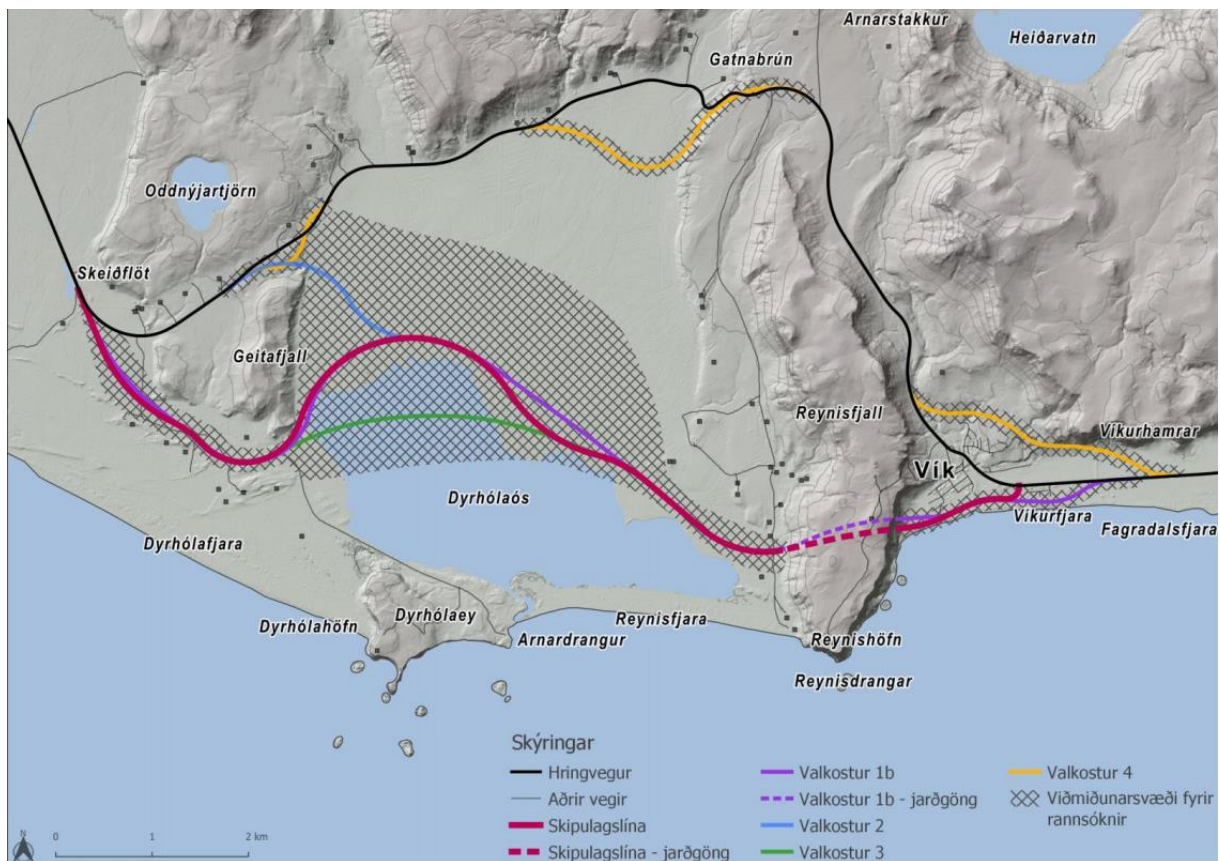 Arnarstakkur
Heiðarvatn
Gatnabrún
Oddnýjartjörn
Skeiðflöt
Geitafjall
Reynisfjall
Víkurhamrar
Vík
Dyrhólaós
Víkurfjara
Fagradalsfjara
Dyrhólafjara
Dyrhólaey
Dyrhólahöfn
Arnardrangur
Reynisfjara
Reynishöfn
Reynisdrangar
Skýringar
Hringvegur
Aðrir vegir
Skipulagslína
Skipulagslína - jarðgöng
Valkostur 1b
Valkostur 1b - jarðgöng
Valkostur 2
Valkostur 3
Valkostur 4
Viðmiðunarsvæði fyrir
rannsóknir
N
0 1 2 km